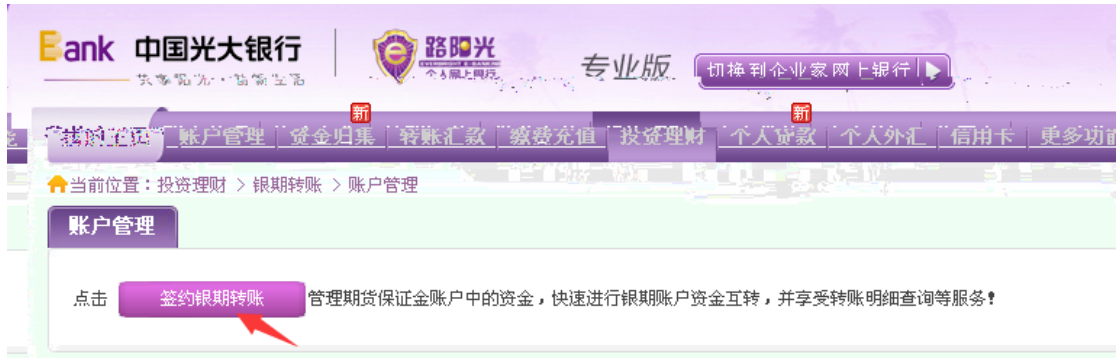 Bank 中国光大银行
路阳光
个人网上银行
专业版
切换到企业家网上银行
新 新
账户管理 资金归集 转账汇款 缴费充值 投资理财 个人贷款 个人外汇 信用卡 更多功能
当前位置：投资理财 > 银期转账 > 账户管理
账户管理
点击 签约银期转账 管理期货保证金账户中的资金，快速进行银期账户资金互转，并享受转账明细查询等服务！